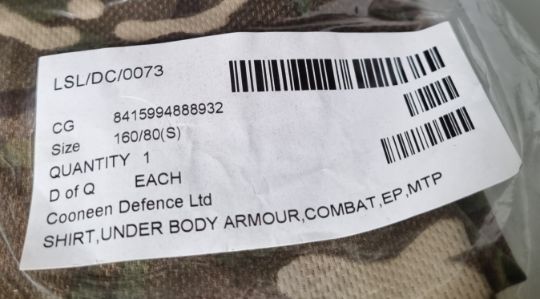 LSL/DC/0073
CG 8415994888932
Size 160/80(S)
QUANTITY 1
D of Q EACH
Cooneen Defence Ltd
SHIRT,UNDER BODY ARMOUR,COMBAT,EP,MTP